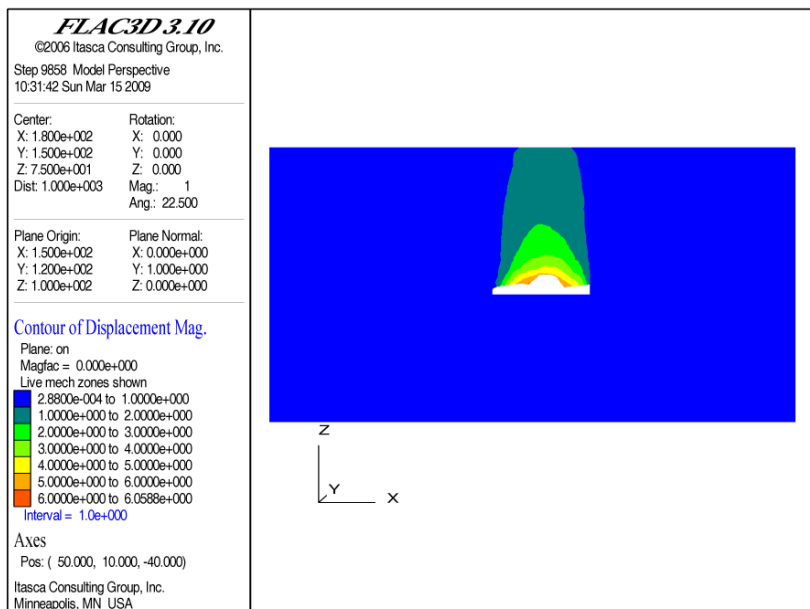 FLAC3D 3.10
©2006 Itasca Consulting Group, Inc.
Step 9858 Model Perspective
10:31:42 Sun Mar 15 2009
Center: Rotation:
X: 1.800e+002 X: 0.000
Y: 1.500e+002 Y: 0.000
Z: 7.500e+001 Z: 0.000
Dist: 1.000e+003 Mag.: 1
Ang.: 22.500
Plane Origin: Plane Normal:
X: 1.500e+002 X: 0.000e+000
Y: 1.200e+002 Y: 1.000e+000
Z: 1.000e+002 Z: 0.000e+000
Contour of Displacement Mag.
Plane: on
Magfac = 0.000e+000
Live mech zones shown
2.8800e-004 to 1.0000e+000
1.0000e+000 to 2.0000e+000
2.0000e+000 to 3.0000e+000
3.0000e+000 to 4.0000e+000
4.0000e+000 to 5.0000e+000
5.0000e+000 to 6.0000e+000
6.0000e+000 to 6.0588e+000
Interval = 1.0e+000
Axes
Pos: ( 50.000, 10.000, -40.000)
Itasca Consulting Group, Inc.
Minneapolis, MN USA
Z
Y
X